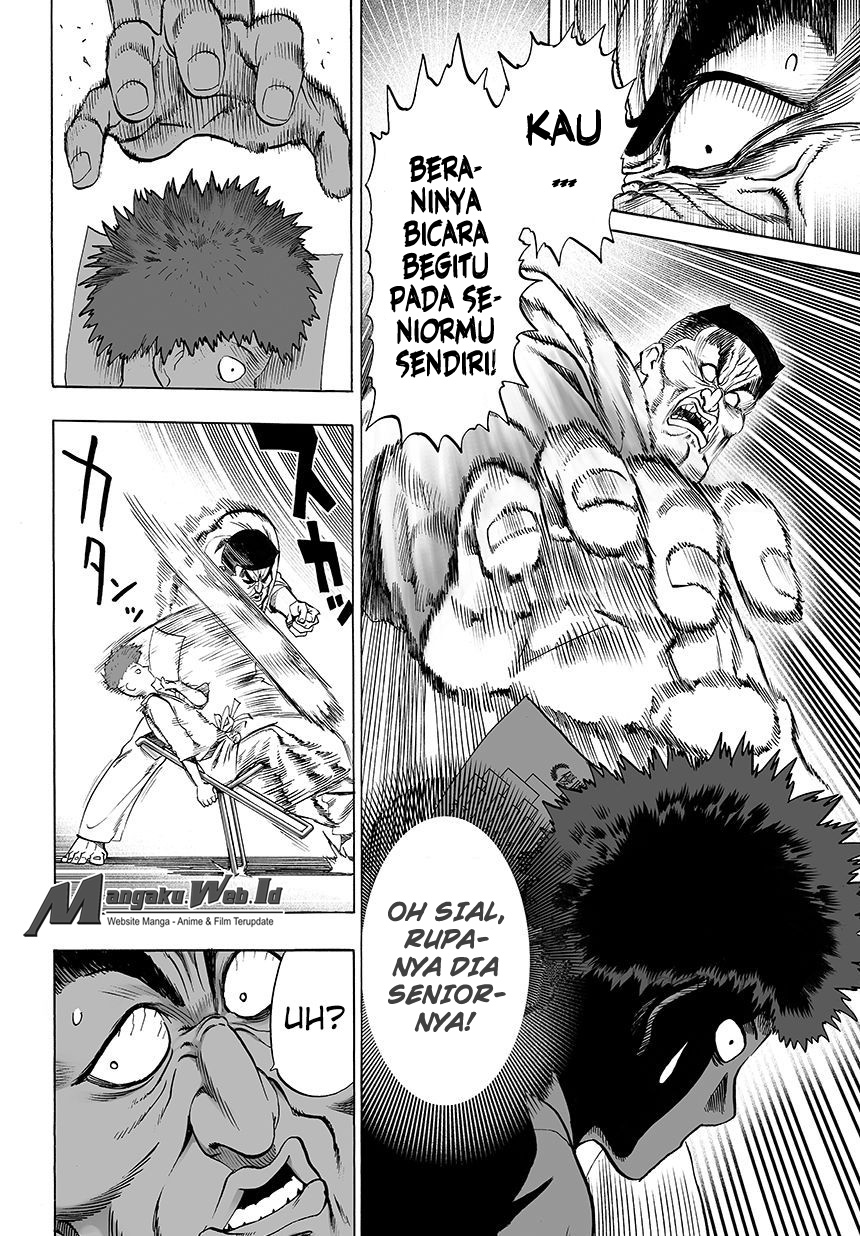 KAU
...
BERA-
NINYA
BICARA
BEGITU
PADA SE-
NIORMU
SENDIRI!
OH SIAL,
RUPA-
NYA DIA
SENIOR-
NYA!
スカッ
カタンッ
Mangaku.Web.Id
Website Manga - Anime & Film Terupdate
UH?